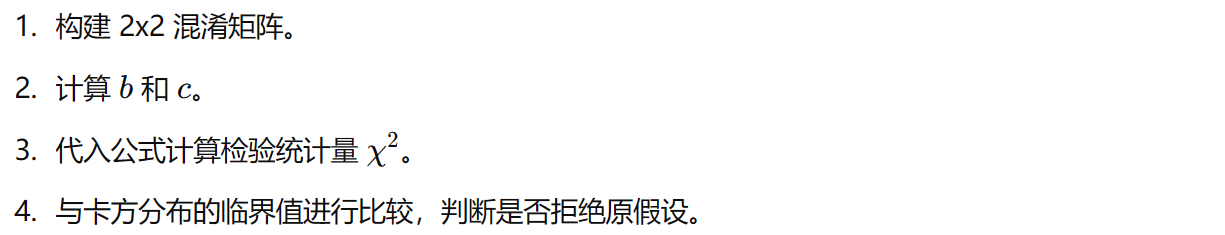 1. 构建 2x2 混淆矩阵。
2. 计算 b 和 c。
3. 代入公式计算检验统计量 χ²。
4. 与卡方分布的临界值进行比较，判断是否拒绝原假设。